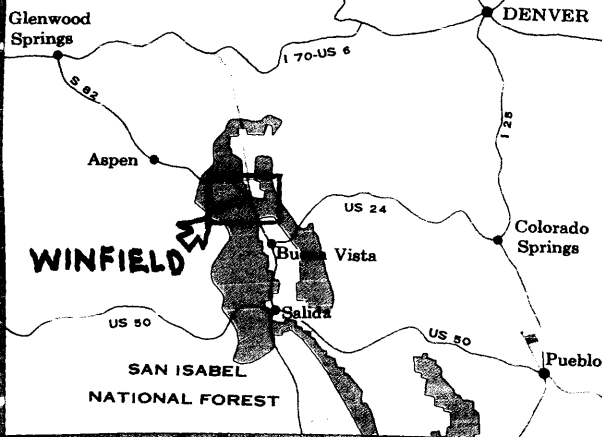 Glenwood
Springs
DENVER
I 70-US 6
S 82
I 25
Aspen
US 24
Colorado
Springs
WINFIELD
Buena Vista
Salida
US 50
US 50
Pueblo
SAN ISABEL
NATIONAL FOREST